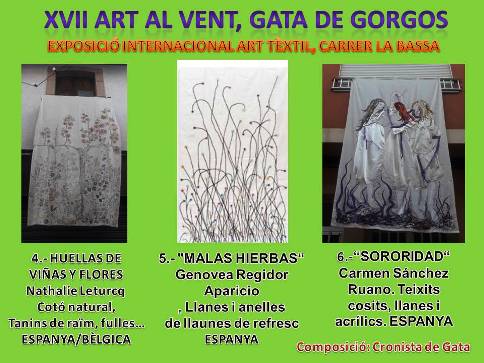 XVII ART AL VENT, GATA DE GORGOS
EXPOSICIÓ INTERNACIONAL ART TÈXTIL, CARRER LA BASSA
4.- HUELLAS DE
VIÑAS Y FLORES
Nathalie Leturcq
Cotó natural,
Tanins de raïm, fulles...
ESPANYA/BÈLGICA
5.- "MALAS HIERBAS“
Genovea Regidor
Aparicio
, Llanes i anelles
de llaunes de refresc
ESPANYA
6.-“SORORIDAD“
Carmen Sánchez
Ruano. Teixits
cosits, llanes i
acrílics. ESPANYA
Composició: Cronista de Gata